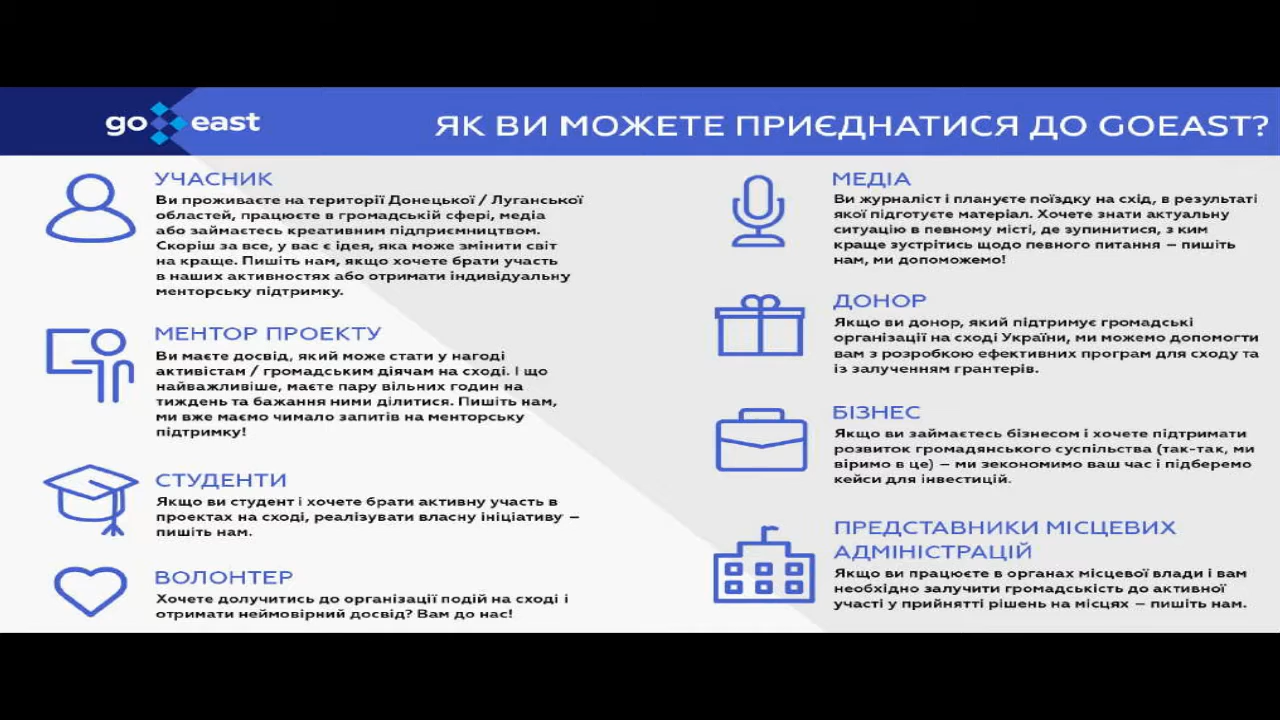 go east
ЯК ВИ МОЖЕТЕ ПРИЄДНАТИСЯ ДО GOEAST?
УЧАСНИК
Ви проживаєте на території Донецької / Луганської
областей, працюєте в громадській сфері, медіа
або займаєтесь креативним підприємництвом.
Скоріш за все, у вас є ідея, яка може змінити світ
на краще. Пишіть нам, якщо хочете брати участь
в наших активностях або отримати індивідуальну
менторську підтримку.
МЕНТОР ПРОЕКТУ
Ви маєте досвід, який може стати у нагоді
активістам / громадським діячам на сході. І що
найважливіше, маєте пару вільних годин на
тиждень та бажання ними ділитися. Пишіть нам,
ми вже маємо чимало запитів на менторську
підтримку!
СТУДЕНТИ
Якщо ви студент і хочете брати активну участь в
проектах на сході, реалізувати власну ініціативу –
пишіть нам.
ВОЛОНТЕР
Хочете долучитись до організації подій на сході і
отримати неймовірний досвід? Вам до нас!
МЕДІА
Ви журналіст і плануєте поїздку на схід, в результаті
якої підготуєте матеріал. Хочете знати актуальну
ситуацію в певному місті, де зупинитися, з ким
краще зустрітись щодо певного питання – пишіть
нам, ми допоможемо!
ДОНОР
Якщо ви донор, який підтримує громадські
організації на сході України, ми можемо допомогти
вам з розробкою ефективних програм для сходу та
із залученням грантерів.
БІЗНЕС
Якщо ви займаєтесь бізнесом і хочете підтримати
розвиток громадянського суспільства (так-так, ми
віримо в це) – ми зекономимо ваш час і підберемо
кейси для інвестицій.
ПРЕДСТАВНИКИ МІСЦЕВИХ
АДМІНІСТРАЦІЙ
Якщо ви працюєте в органах місцевої влади і вам
необхідно залучити громадськість до активної
участі у прийнятті рішень на місцях – пишіть нам.